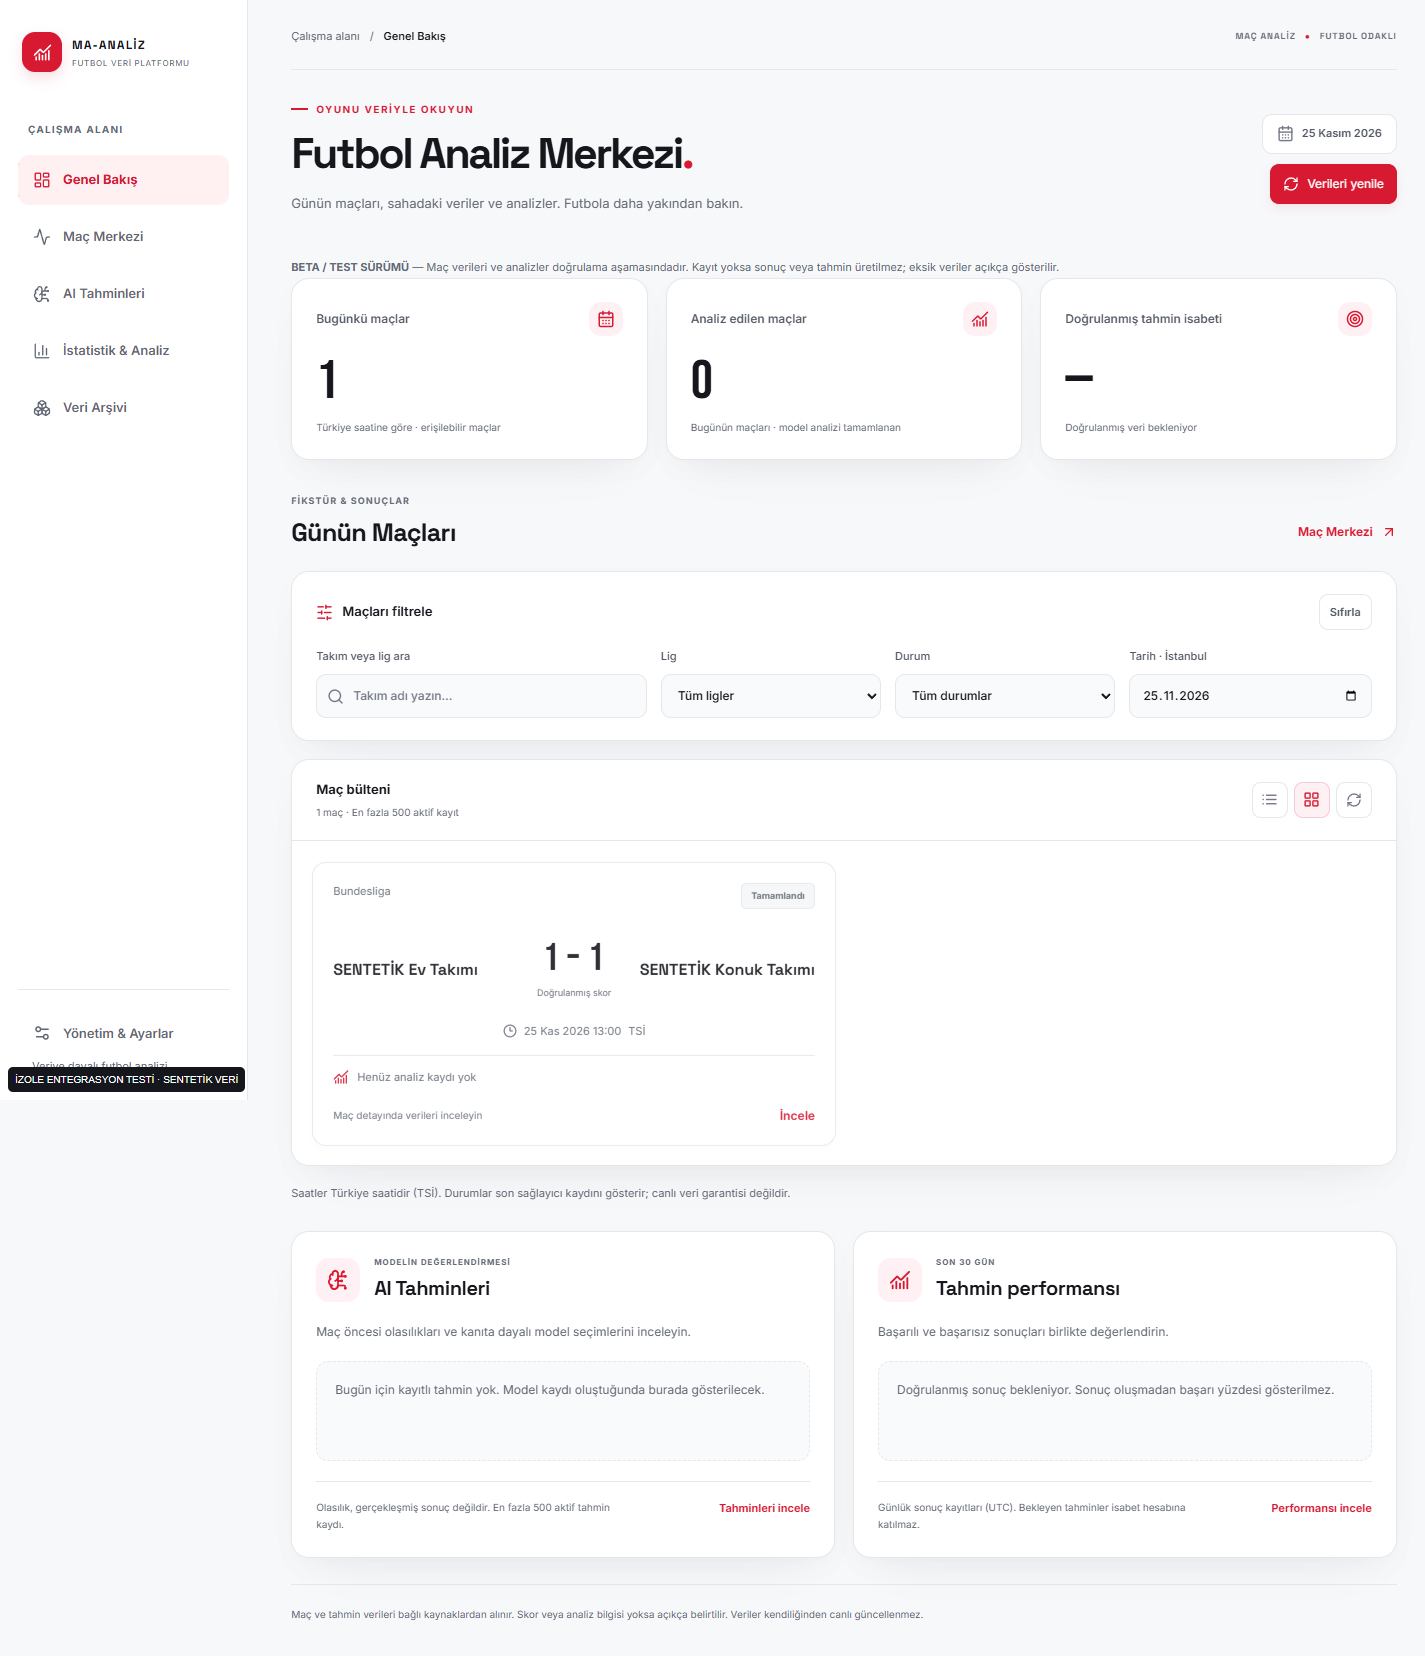 MA-ANALİZ
FUTBOL VERİ PLATFORMU
ÇALIŞMA ALANI
Genel Bakış
Maç Merkezi
AI Tahminleri
İstatistik & Analiz
Veri Arşivi
Yönetim & Ayarlar
Veriye dayalı futbol analizi
İZOLE ENTEGRASYON TESTİ · SENTETİK VERİ
Çalışma alanı / Genel Bakış
MAÇ ANALİZ • FUTBOL ODAKLI
OYUNU VERİYLE OKUYUN
Futbol Analiz Merkezi.
Günün maçları, sahadaki veriler ve analizler. Futbola daha yakından bakın.
25 Kasım 2026
Verileri yenile
BETA / TEST SÜRÜMÜ — Maç verileri ve analizler doğrulama aşamasındadır. Kayıt yoksa sonuç veya tahmin üretilmez; eksik veriler açıkça gösterilir.
Bugünkü maçlar
1
Türkiye saatine göre · erişilebilir maçlar
Analiz edilen maçlar
0
Bugünün maçları · model analizi tamamlanan
Doğrulanmış tahmin isabeti
—
Doğrulanmış veri bekleniyor
FİKSTÜR & SONUÇLAR
Günün Maçları
Maç Merkezi
Maçları filtrele
Sıfırla
Takım veya lig ara
Lig
Durum
Tarih · İstanbul
Takım adı yazın...
Tüm ligler
Tüm durumlar
25.11.2026
Maç bülteni
1 maç · En fazla 500 aktif kayıt
Bundesliga
Tamamlandı
SENTETİK Ev Takımı
1 - 1
SENTETİK Konuk Takımı
Doğrulanmış skor
25 Kas 2026 13:00 TSİ
Henüz analiz kaydı yok
Maç detayında verileri inceleyin
İncele
Saatler Türkiye saatidir (TSİ). Durumlar son sağlayıcı kaydını gösterir; canlı veri garantisi değildir.
MODELİN DEĞERLENDİRMESİ
AI Tahminleri
Maç öncesi olasılıkları ve kanıta dayalı model seçimlerini inceleyin.
Bugün için kayıtlı tahmin yok. Model kaydı oluştuğunda burada gösterilecek.
Olasılık, gerçekleşmiş sonuç değildir. En fazla 500 aktif tahmin
kaydı.
Tahminleri incele
SON 30 GÜN
Tahmin performansı
Başarılı ve başarısız sonuçları birlikte değerlendirin.
Doğrulanmış sonuç bekleniyor. Sonuç oluşmadan başarı yüzdesi gösterilmez.
Günlük sonuç kayıtları (UTC). Bekleyen tahminler isabet hesabına
katılmaz.
Performansı incele
Maç ve tahmin verileri bağlı kaynaklardan alınır. Skor veya analiz bilgisi yoksa açıkça belirtilir. Veriler kendiliğinden canlı güncellenmez.